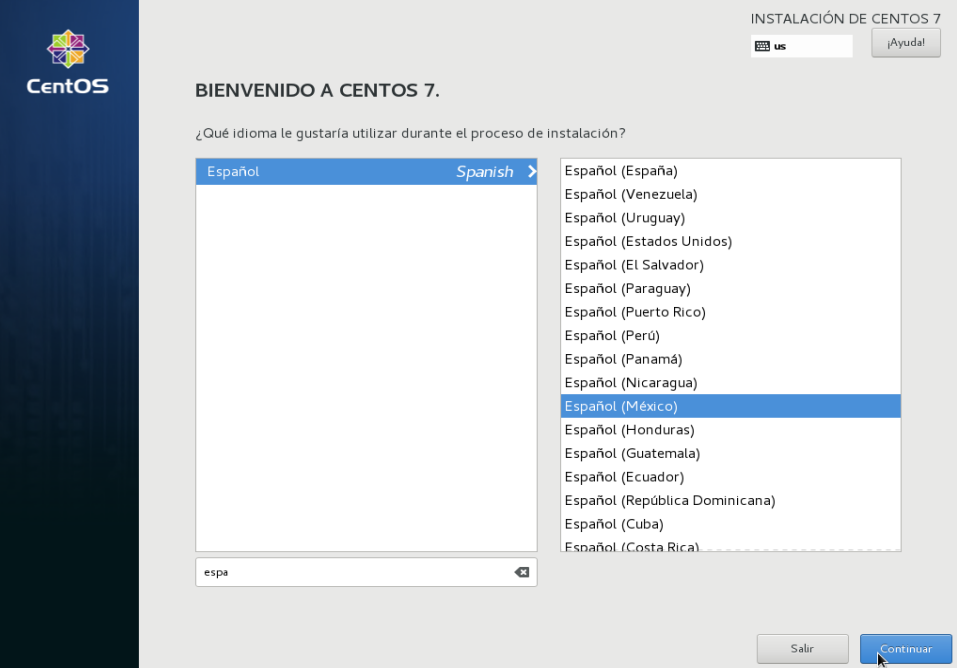 INSTALACIÓN DE CENTOS 7
us
¡Ayuda!
CentOS
BIENVENIDO A CENTOS 7.
¿Qué idioma le gustaría utilizar durante el proceso de instalación?
Español Spanish
Español (España)
Español (Venezuela)
Español (Uruguay)
Español (Estados Unidos)
Español (El Salvador)
Español (Paraguay)
Español (Puerto Rico)
Español (Perú)
Español (Panamá)
Español (Nicaragua)
Español (México)
Español (Honduras)
Español (Guatemala)
Español (Ecuador)
Español (República Dominicana)
Español (Cuba)
Español (Costa Rica)
espa
Salir
Continuar